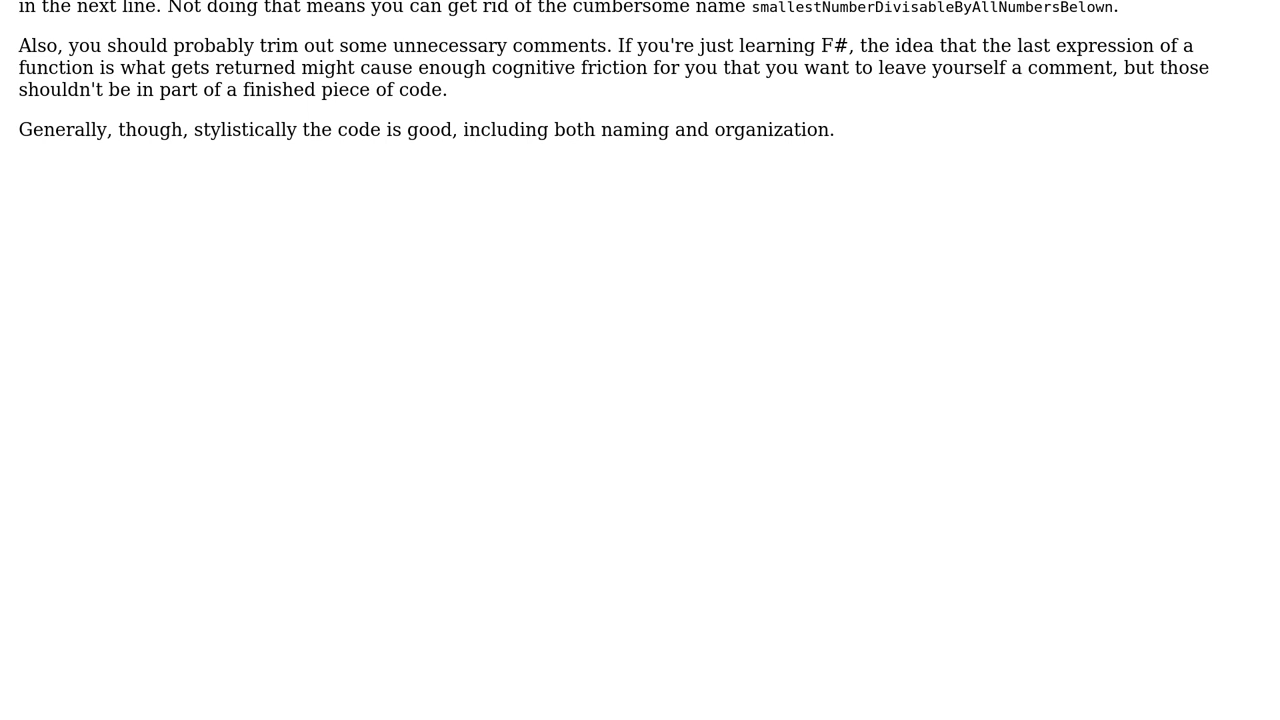 in the next line. Not doing that means you can get rid of the cumbersome name smallestNumberDivisableByAllNumbersBelown.
Also, you should probably trim out some unnecessary comments. If you're just learning F#, the idea that the last expression of a
function is what gets returned might cause enough cognitive friction for you that you want to leave yourself a comment, but those
shouldn't be in part of a finished piece of code.
Generally, though, stylistically the code is good, including both naming and organization.